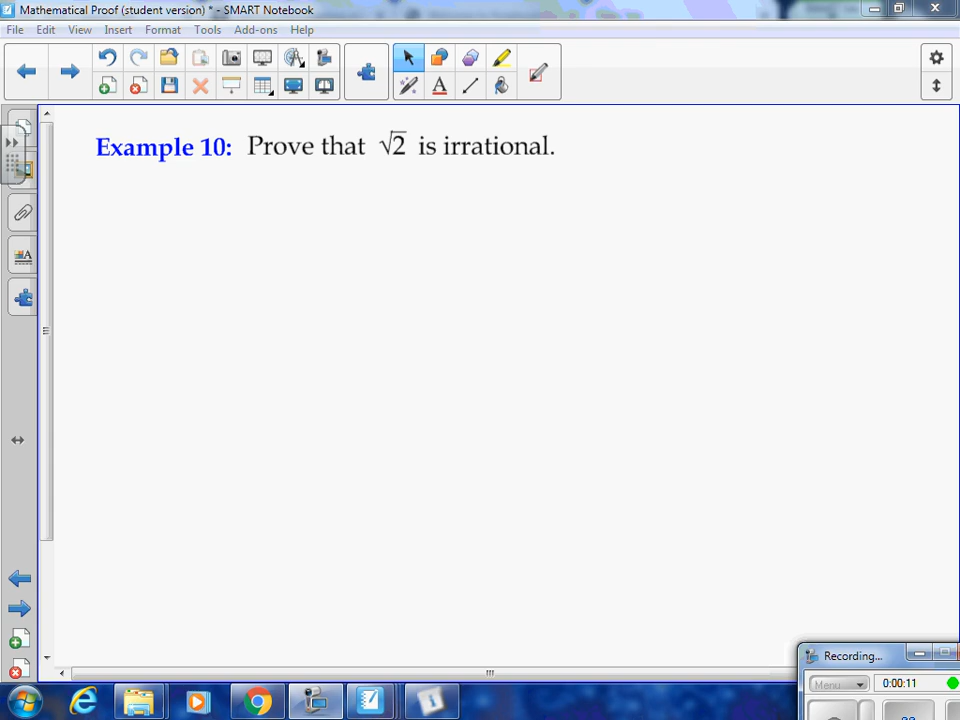 Mathematical Proof (student version) * - SMART Notebook
File Edit View Insert Format Tools Add-ons Help
Example 10: Prove that √2 is irrational.
Recording...
Menu 0:00:11